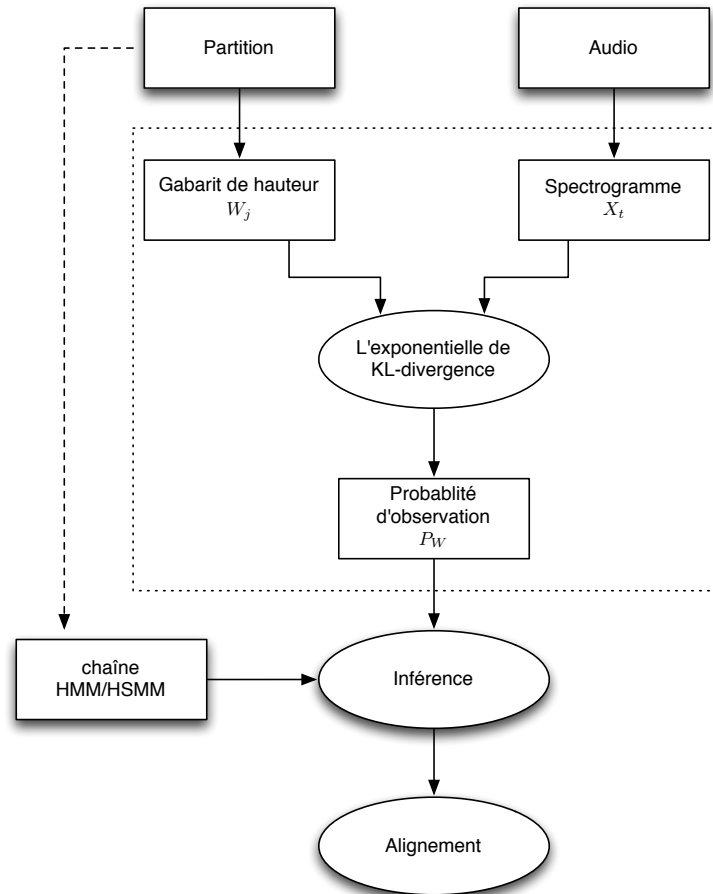 Partition
Audio
Gabarit de hauteur
W_j
Spectrogramme
X_t
L'exponentielle de
KL-divergence
Probablité
d'observation
P_W
chaîne
HMM/HSMM
Inférence
Alignement